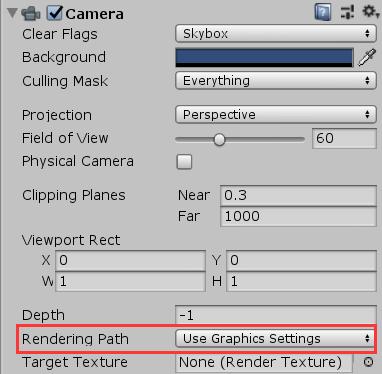 Camera
Clear Flags Skybox
Background
Culling Mask Everything
Projection Perspective
Field of View 60
Physical Camera
Clipping Planes Near 0.3
Far 1000
Viewport Rect
X 0 Y 0
W 1 H 1
Depth -1
Rendering Path Use Graphics Settings
Target Texture None (Render Texture)